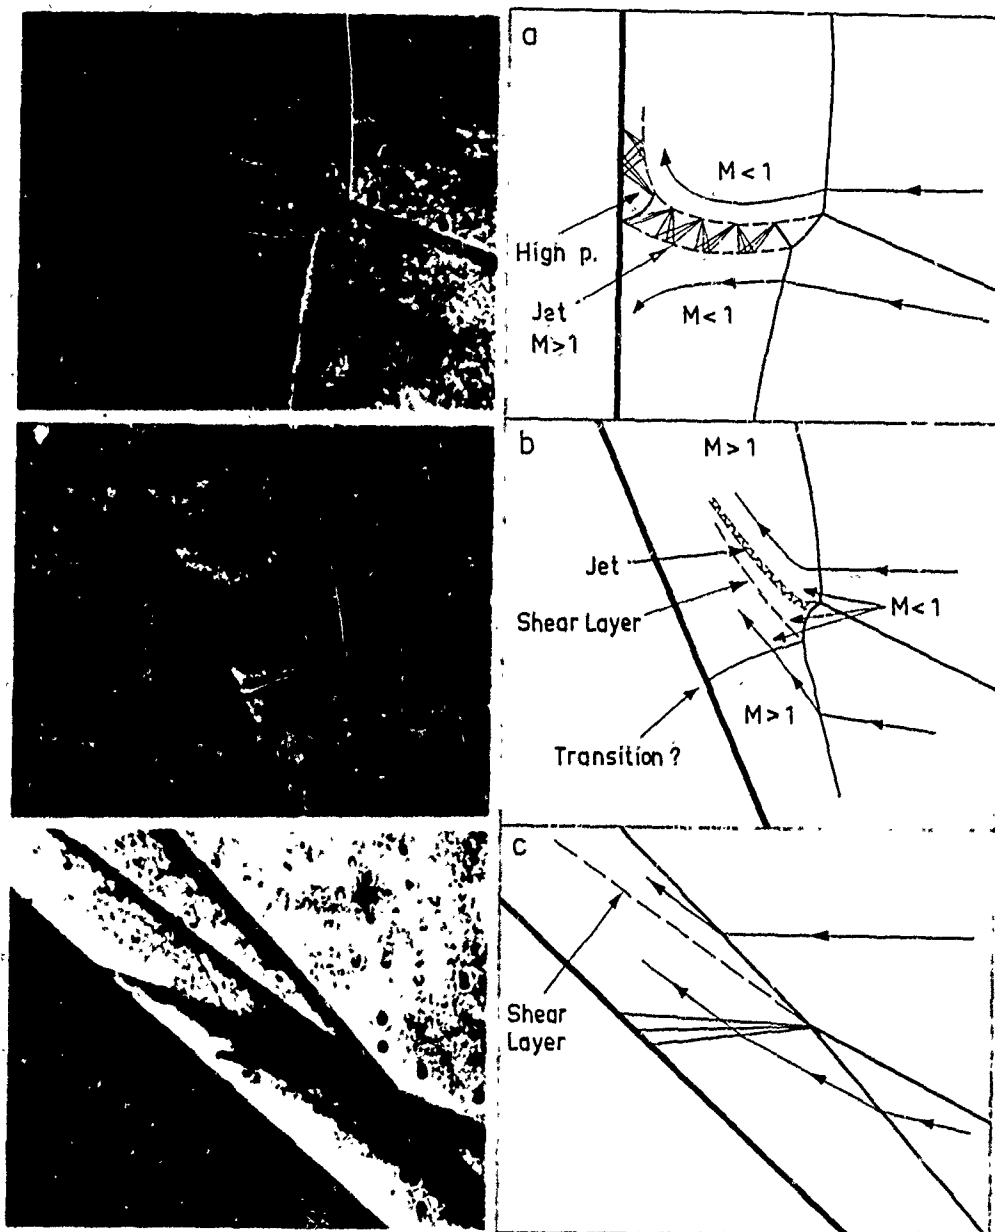 a
M<1
High p.
Jet
M>1
M<1
b
M>1
Jet
Shear Layer
M<1
M>1
Transition ?
c
Shear
Layer